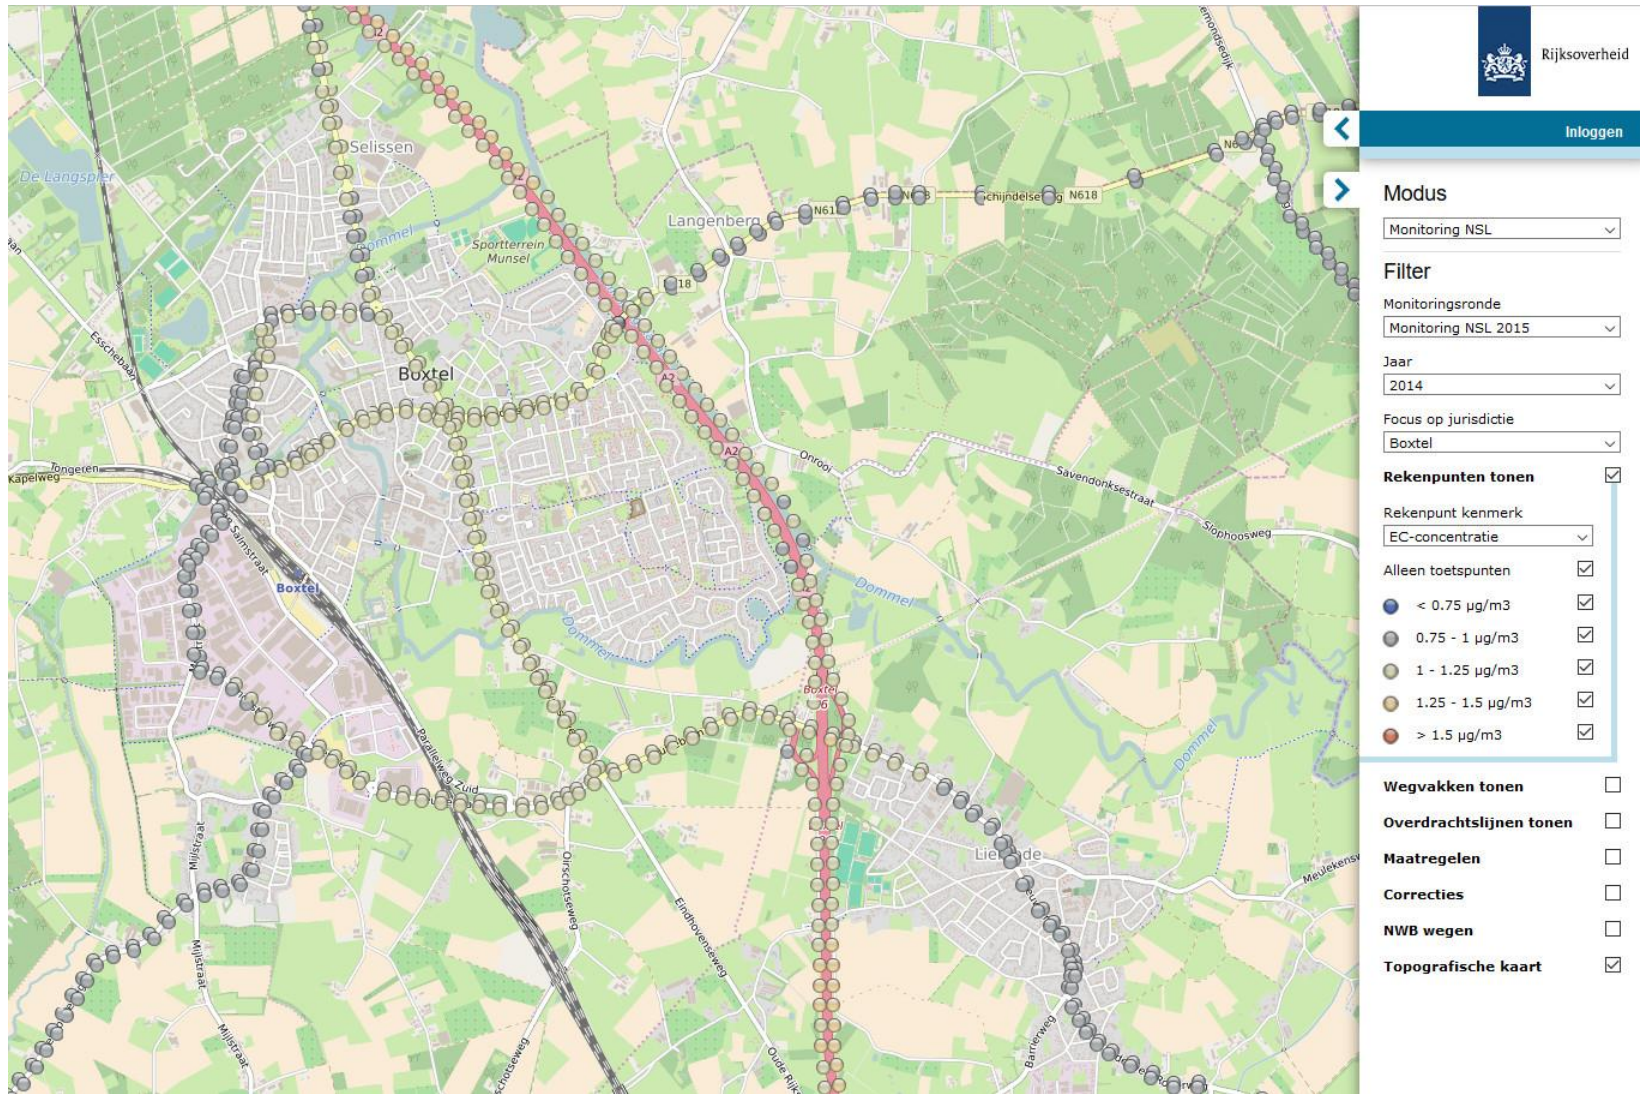 A2
Selissen
De Langspier
Dommel
Sportterrein
Munsel
Langenberg
N618
Esschebaan
Boxtel
A2
Tongeren
Kapelweg
A2
Onrooi
Savendonksestraat
Slophoosweg
Boxtel
Dommel
Dommel
Dommel
Boxtel
Parallelweg Zuid
Mijlstraat
Oirschotseweg
Eindhovenseweg
Mijlstraat
Mijlstraat
Barrierweg
Rijksoverheid
Inloggen
Modus
Monitoring NSL
Filter
Monitoringsronde
Monitoring NSL 2015
Jaar
2014
Focus op jurisdictie
Boxtel
Rekenpunten tonen
Rekenpunt kenmerk
EC-concentratie
Alleen toetspunten
< 0.75 µg/m3
0.75 - 1 µg/m3
1 - 1.25 µg/m3
1.25 - 1.5 µg/m3
> 1.5 µg/m3
Wegvakken tonen
Overdrachtslijnen tonen
Maatregelen
Correcties
NWB wegen
Topografische kaart